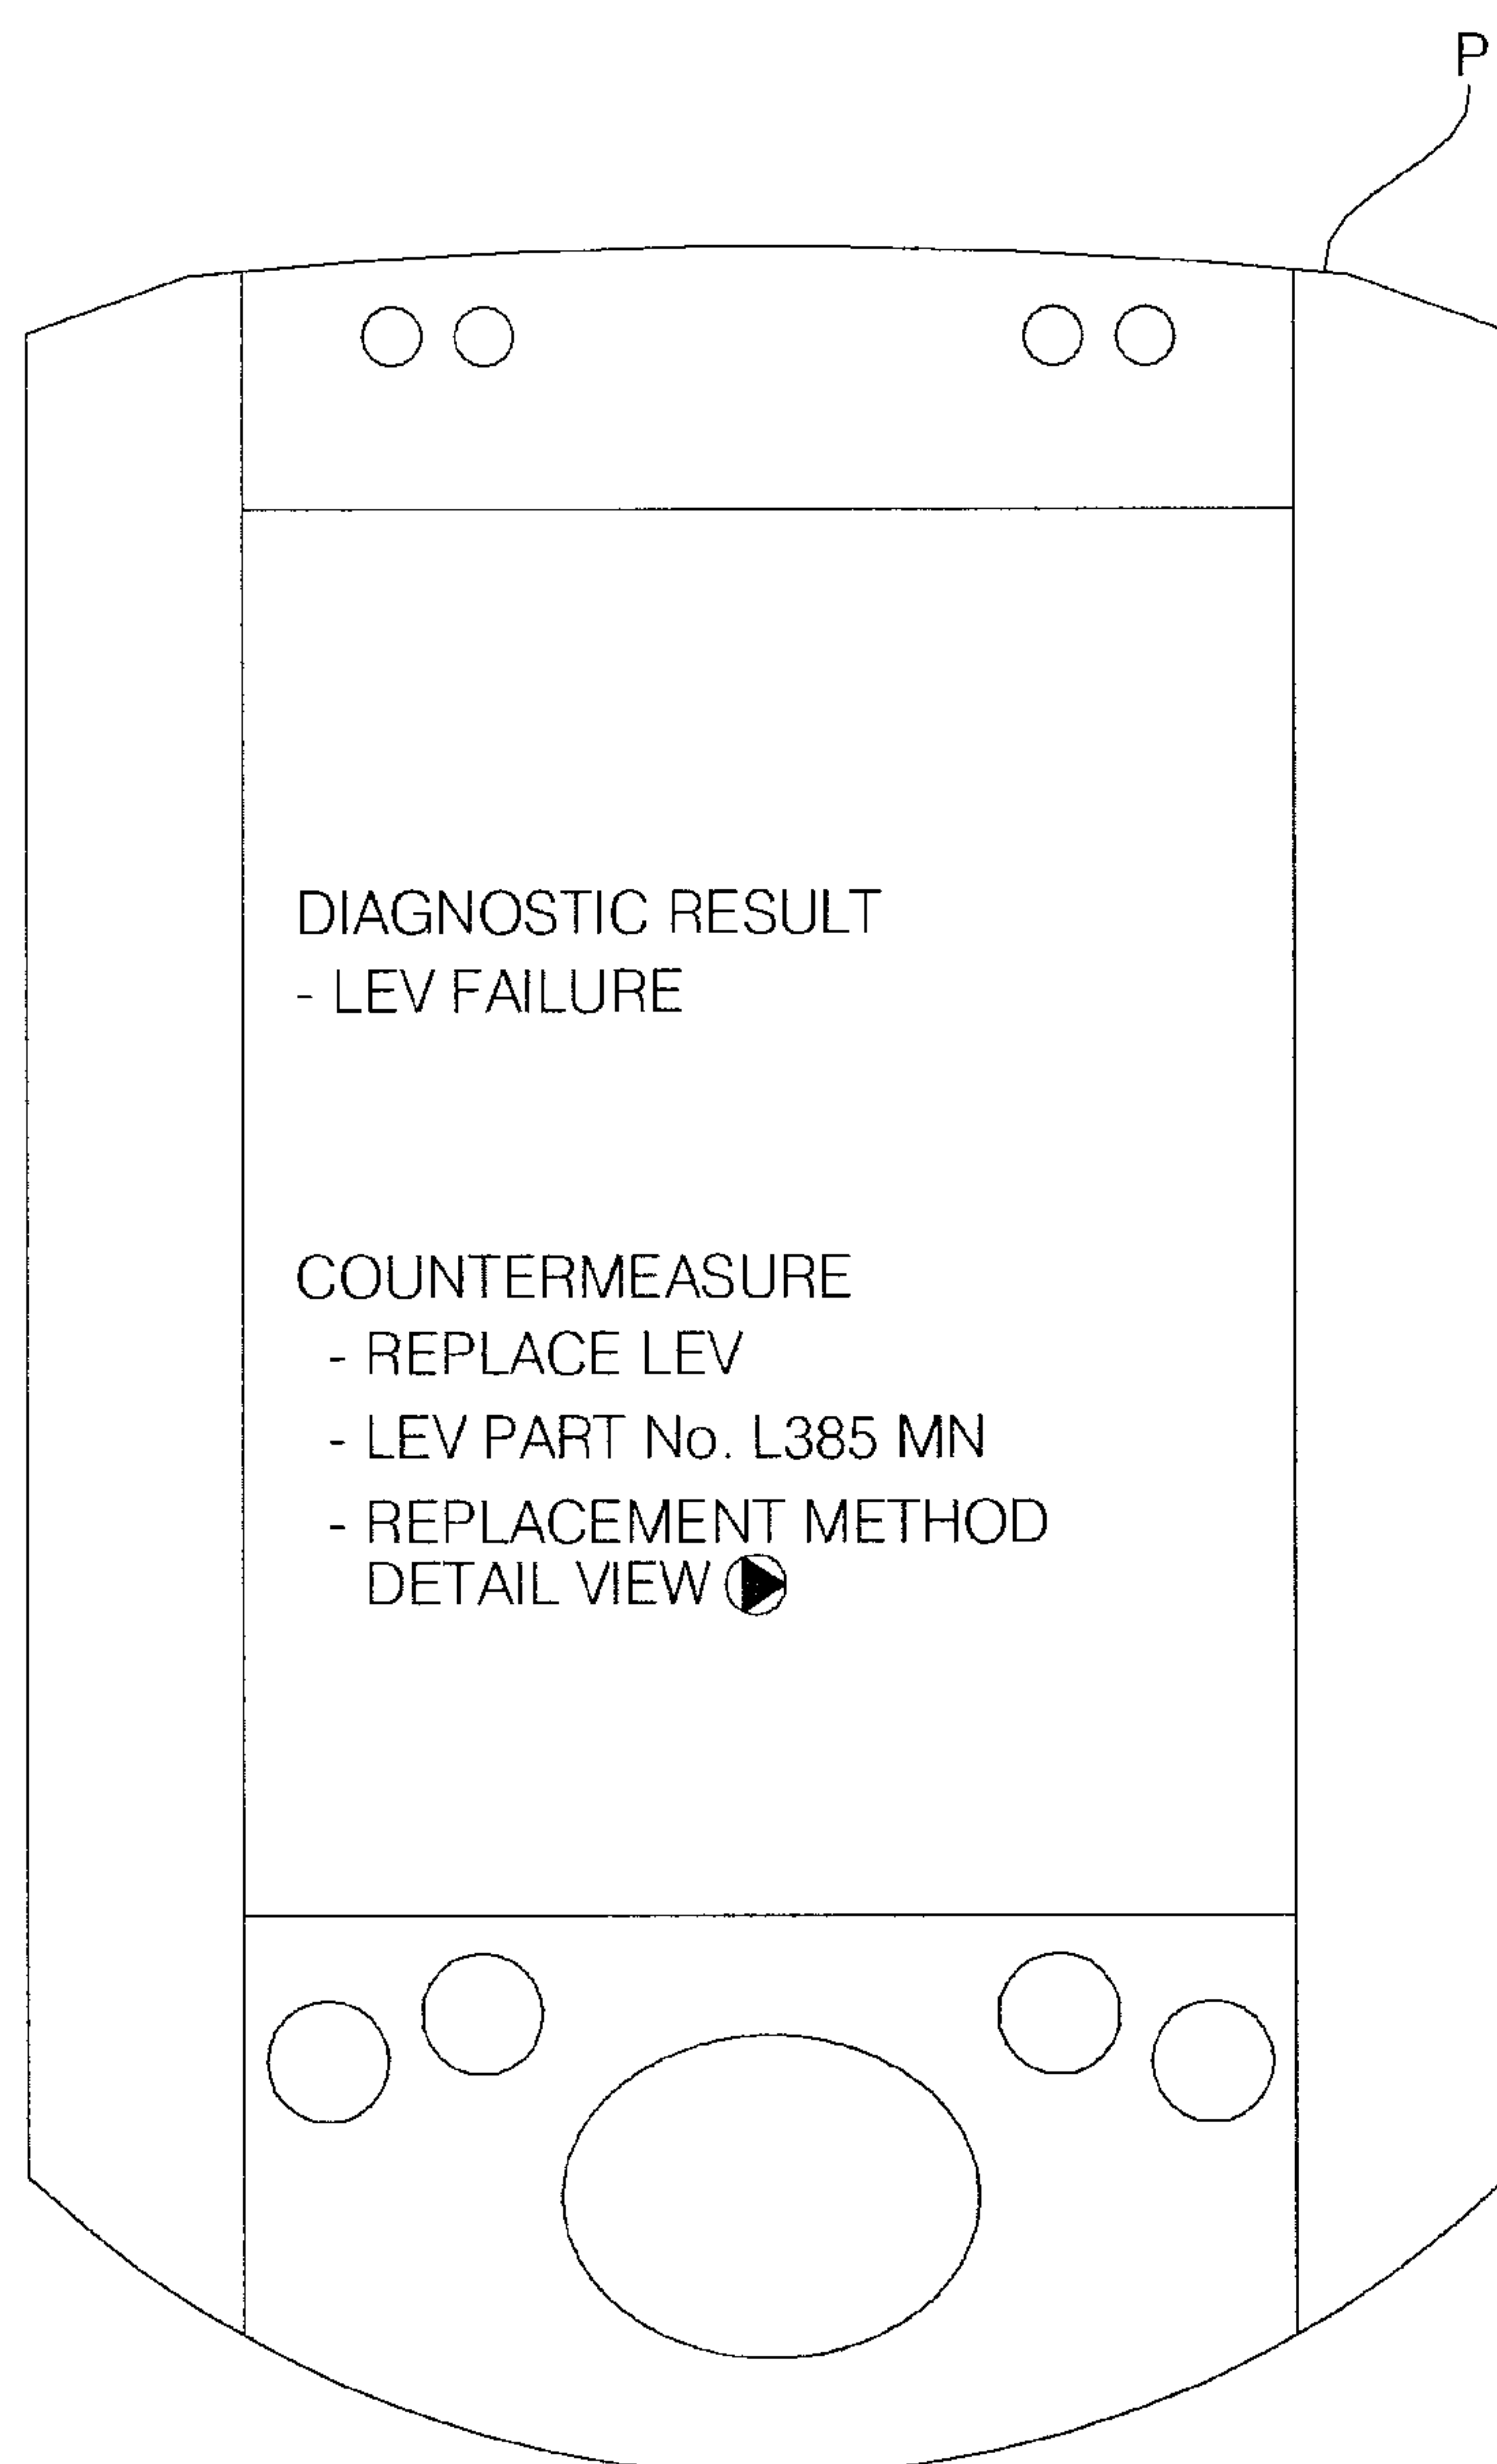 P
DIAGNOSTIC RESULT
- LEV FAILURE
COUNTERMEASURE
- REPLACE LEV
- LEV PART No. L385 MN
- REPLACEMENT METHOD
DETAIL VIEW